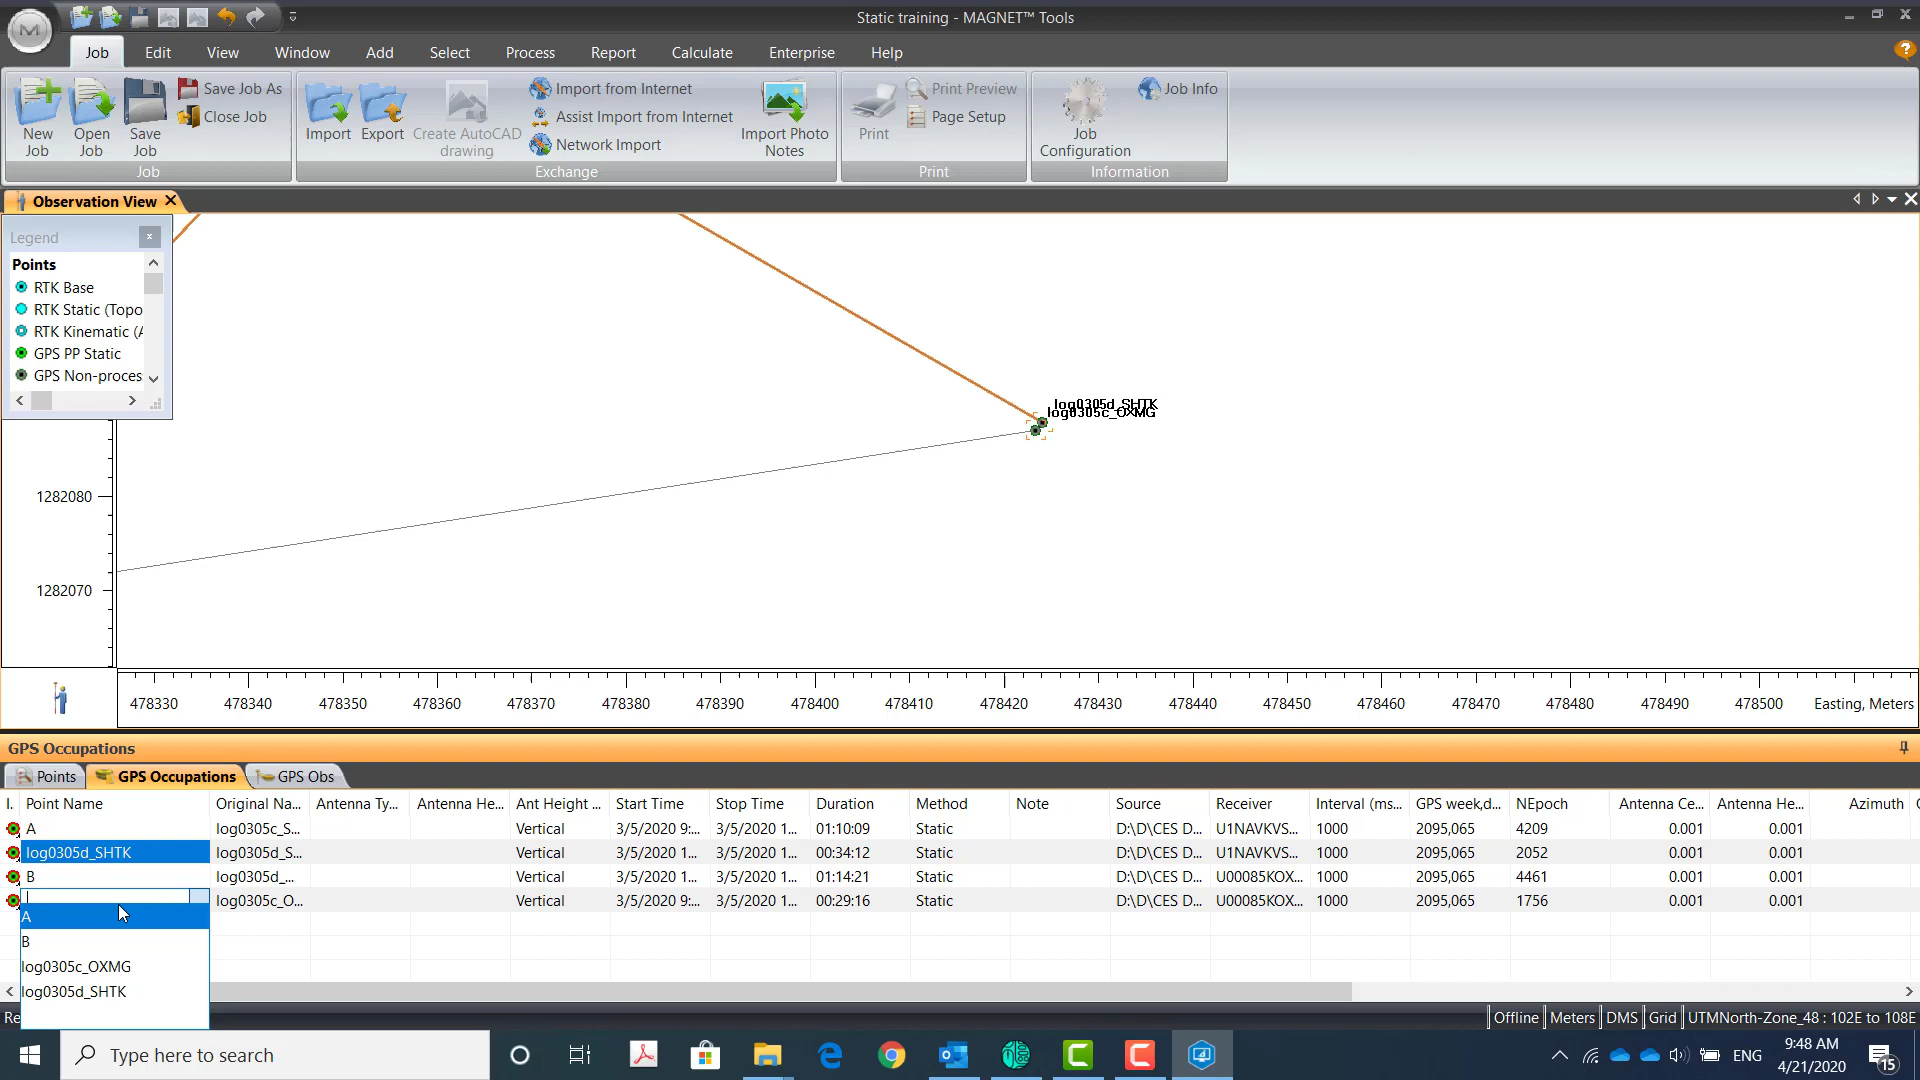 Static training - MAGNET™ Tools
Job Edit View Window Add Select Process Report Calculate Enterprise Help
New Job
Open Job
Save Job
Save Job As
Close Job
Job
Import
Export
Create AutoCAD drawing
Import from Internet
Assist Import from Internet
Network Import
Import Photo Notes
Exchange
Print
Print Preview
Page Setup
Print
Job Configuration
Job Info
Information
Observation View
Legend
Points
RTK Base
RTK Static (Topo
RTK Kinematic (A
GPS PP Static
GPS Non-proces
log0305d_SHTK
log0305c_OXMG
1282080
1282070
478330 478340 478350 478360 478370 478380 478390 478400 478410 478420 478430 478440 478450 478460 478470 478480 478490 478500 Easting, Meters
GPS Occupations
Points GPS Occupations GPS Obs
I. Point Name Original Na... Antenna Ty... Antenna He... Ant Height ... Start Time Stop Time Duration Method Note Source Receiver Interval (ms... GPS week,d... NEpoch Antenna Ce... Antenna He... Azimuth
A log0305c_S... Vertical 3/5/2020 9:... 3/5/2020 1... 01:10:09 Static D:\D\CES D... U1NAVKVS... 1000 2095,065 4209 0.001 0.001
log0305d_SHTK log0305d_S... Vertical 3/5/2020 1... 3/5/2020 1... 00:34:12 Static D:\D\CES D... U1NAVKVS... 1000 2095,065 2052 0.001 0.001
B log0305d_... Vertical 3/5/2020 1... 3/5/2020 1... 01:14:21 Static D:\D\CES D... U00085KOX... 1000 2095,065 4461 0.001 0.001
log0305c_O... Vertical 3/5/2020 9:... 3/5/2020 1... 00:29:16 Static D:\D\CES D... U00085KOX... 1000 2095,065 1756 0.001 0.001
A
B
log0305c_OXMG
log0305d_SHTK
Re
Offline Meters DMS Grid UTMNorth-Zone_48 : 102E to 108E
Type here to search
ENG
9:48 AM
4/21/2020
15